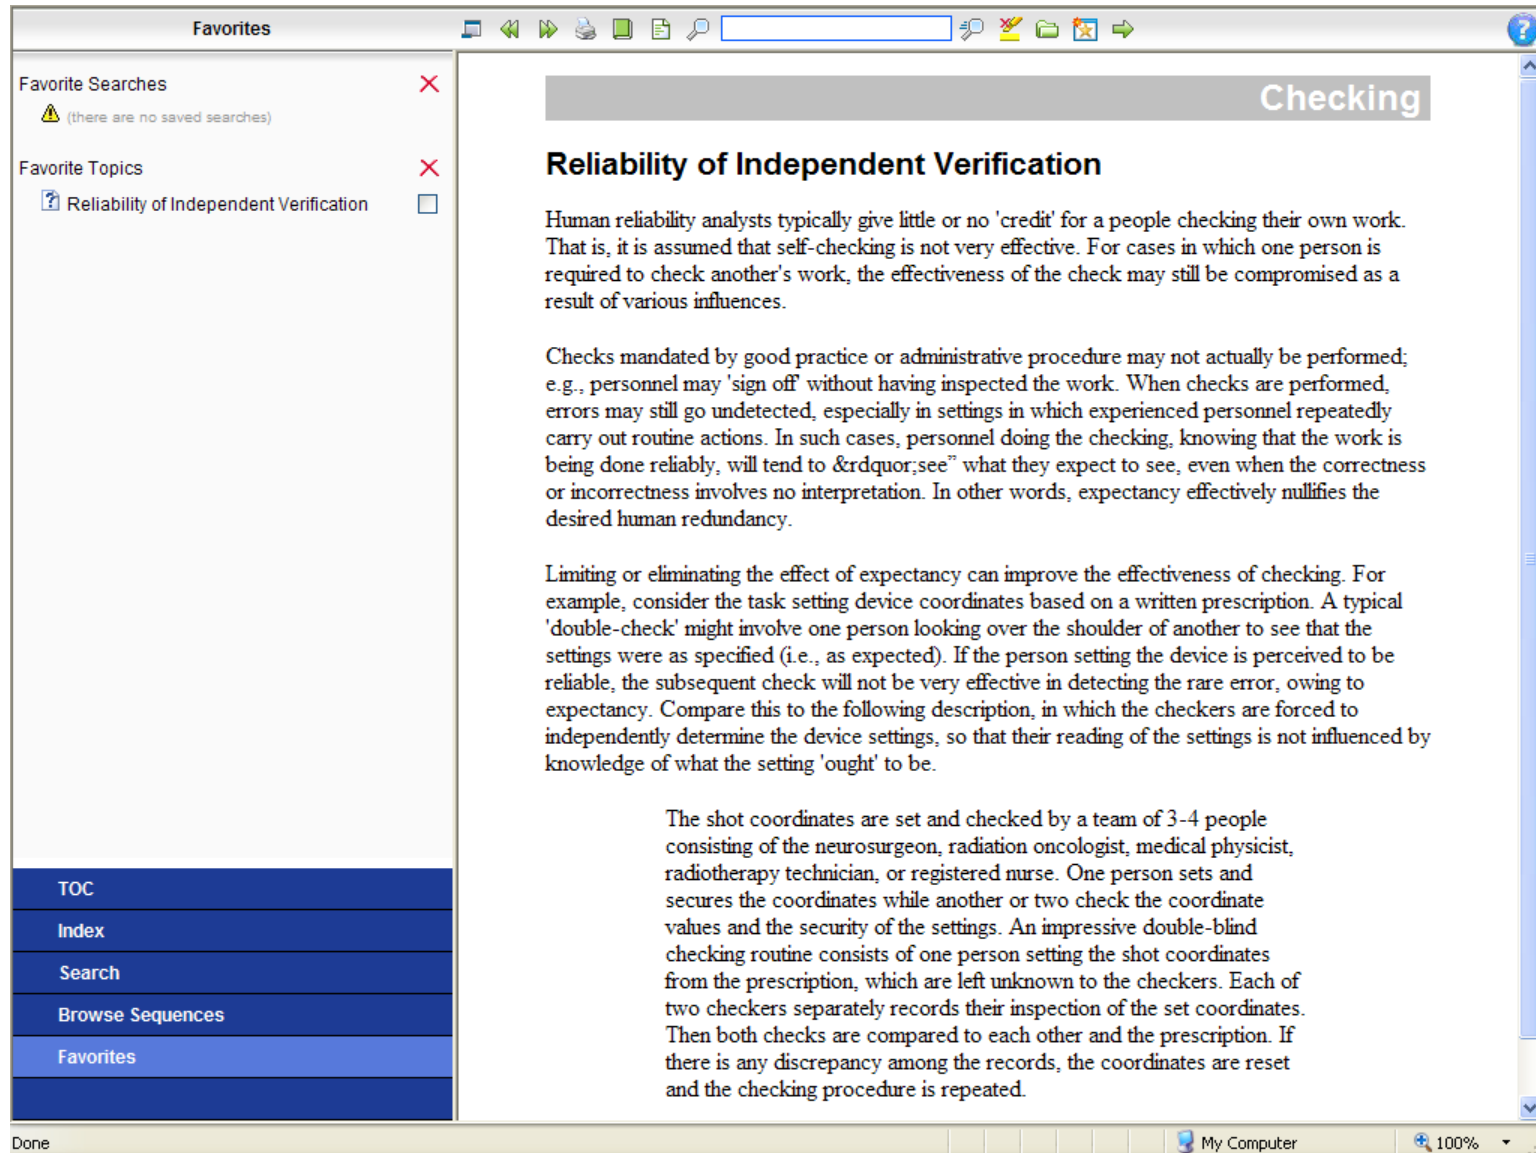 Favorites
Favorite Searches
(there are no saved searches)
Favorite Topics
Reliability of Independent Verification
TOC
Index
Search
Browse Sequences
Favorites
Checking
Reliability of Independent Verification
Human reliability analysts typically give little or no 'credit' for a people checking their own work.
That is, it is assumed that self-checking is not very effective. For cases in which one person is
required to check another's work, the effectiveness of the check may still be compromised as a
result of various influences.
Checks mandated by good practice or administrative procedure may not actually be performed;
e.g., personnel may 'sign off' without having inspected the work. When checks are performed,
errors may still go undetected, especially in settings in which experienced personnel repeatedly
carry out routine actions. In such cases, personnel doing the checking, knowing that the work is
being done reliably, will tend to &rdquor;see” what they expect to see, even when the correctness
or incorrectness involves no interpretation. In other words, expectancy effectively nullifies the
desired human redundancy.
Limiting or eliminating the effect of expectancy can improve the effectiveness of checking. For
example, consider the task setting device coordinates based on a written prescription. A typical
'double-check' might involve one person looking over the shoulder of another to see that the
settings were as specified (i.e., as expected). If the person setting the device is perceived to be
reliable, the subsequent check will not be very effective in detecting the rare error, owing to
expectancy. Compare this to the following description, in which the checkers are forced to
independently determine the device settings, so that their reading of the settings is not influenced by
knowledge of what the setting 'ought' to be.
The shot coordinates are set and checked by a team of 3-4 people
consisting of the neurosurgeon, radiation oncologist, medical physicist,
radiotherapy technician, or registered nurse. One person sets and
secures the coordinates while another or two check the coordinate
values and the security of the settings. An impressive double-blind
checking routine consists of one person setting the shot coordinates
from the prescription, which are left unknown to the checkers. Each of
two checkers separately records their inspection of the set coordinates.
Then both checks are compared to each other and the prescription. If
there is any discrepancy among the records, the coordinates are reset
and the checking procedure is repeated.
Done
My Computer
100%